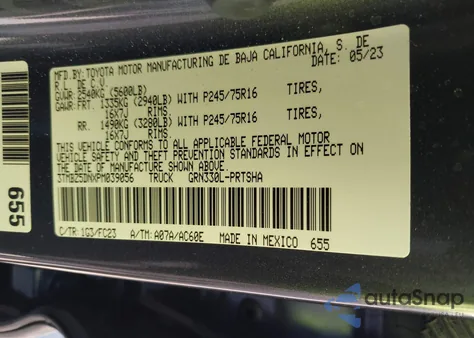 MFD.BY:TOYOTA MOTOR MANUFACTURING DE BAJA CALIFORNIA, S. DE
R.L. DE C.V. DATE: 05/23
GVWR:2540KG (5600LB)
GAWR:FRT. 1335KG (2940LB) WITH P245/75R16 TIRES,
16X7J RIMS
RR. 1490KG (3280LB) WITH P245/75R16 TIRES,
16X7J RIMS
THIS VEHICLE CONFORMS TO ALL APPLICABLE FEDERAL MOTOR
VEHICLE SAFETY AND THEFT PREVENTION STANDARDS IN EFFECT ON
THE DATE OF MANUFACTURE SHOWN ABOVE.
3TMBZ5DNXPM039056 TRUCK GRN330L-PRTSHA
C/TR: 1G3/FC23 A/TM: A07A/AC60E MADE IN MEXICO 655
655
autoSnap